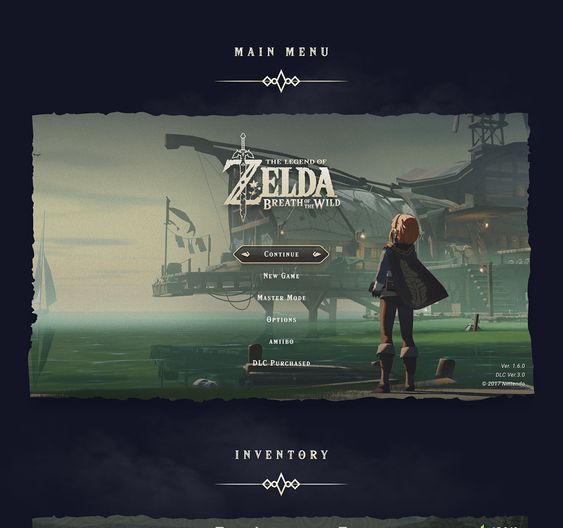 MAIN MENU
THE LEGEND OF
ZELDA
BREATH OF THE WILD
CONTINUE
NEW GAME
MASTER MODE
OPTIONS
AMIIBO
DLC PURCHASED
Ver. 1.6.0
DLC Ver.3.0
© 2017 Nintendo
INVENTORY